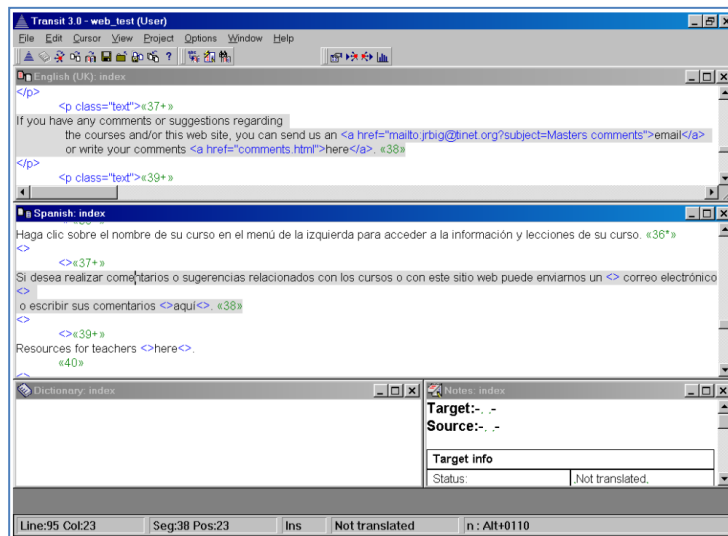 Transit 3.0 - web_test (User)
File Edit Cursor View Project Options Window Help
English (UK): index
</p>
<p class="text">«37+»
If you have any comments or suggestions regarding
the courses and/or this web site, you can send us an <a href="mailto:jrbig@tinet.org?subject=Masters comments">email</a>
or write your comments <a href="comments.html">here</a>. «38»
</p>
<p class="text">«39+»
Spanish: index
Haga clic sobre el nombre de su curso en el menú de la izquierda para acceder a la información y lecciones de su curso. «36*»
<>
<>«37+»
Si desea realizar comentarios o sugerencias relacionados con los cursos o con este sitio web puede enviarnos un <> correo electrónico
<>
o escribir sus comentarios <>aquí<>. «38»
<>
<>«39+»
Resources for teachers <>here<>.
«40»
<>
Dictionary: index
Notes: index
Target:-. .-
Source:-. .-
Target info
Status: .Not translated.
Line:95 Col:23 Seg:38 Pos:23 Ins Not translated n : Alt+0110